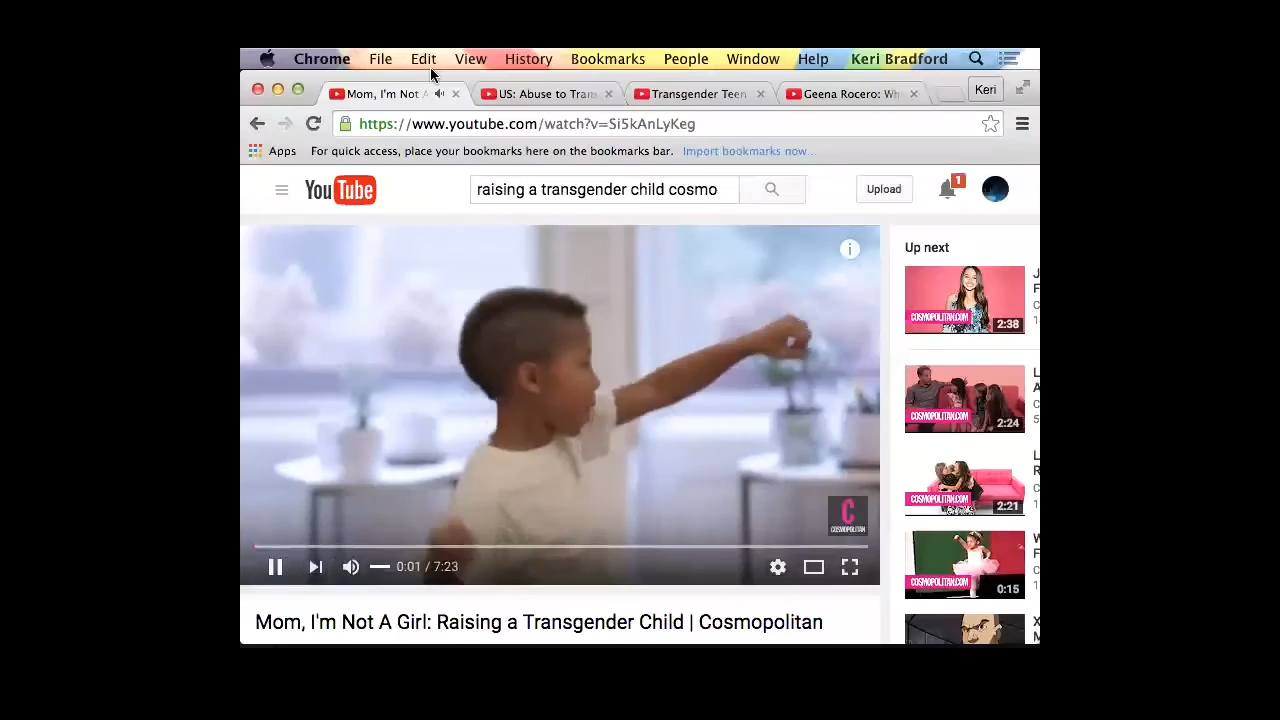 Chrome File Edit View History Bookmarks People Window Help Keri Bradford
Mom, I'm Not A US: Abuse to Tran Transgender Teen Geena Rocero: Wh Keri
https://www.youtube.com/watch?v=Si5kAnLyKeg
Apps For quick access, place your bookmarks here on the bookmarks bar. Import bookmarks now...
YouTube raising a transgender child cosmo Upload 1
Up next
COSMOPOLITAN.COM
2:38
COSMOPOLITAN.COM
2:24
COSMOPOLITAN.COM
2:21
C
COSMOPOLITAN
0:01 / 7:23
COSMOPOLITAN.COM
0:15
Mom, I'm Not A Girl: Raising a Transgender Child | Cosmopolitan